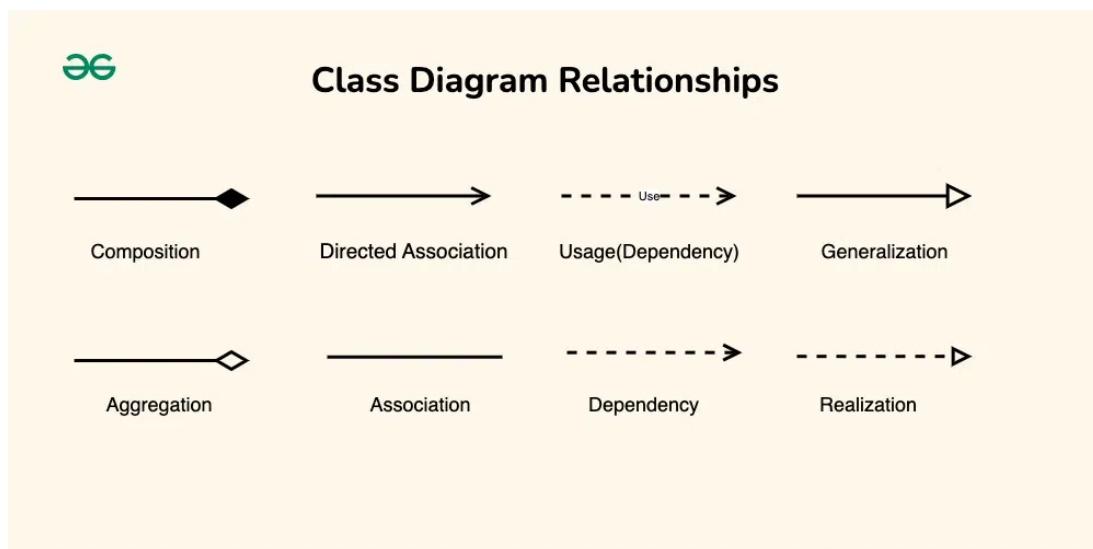 Class Diagram Relationships
Use
Composition
Directed Association
Usage(Dependency)
Generalization
Aggregation
Association
Dependency
Realization